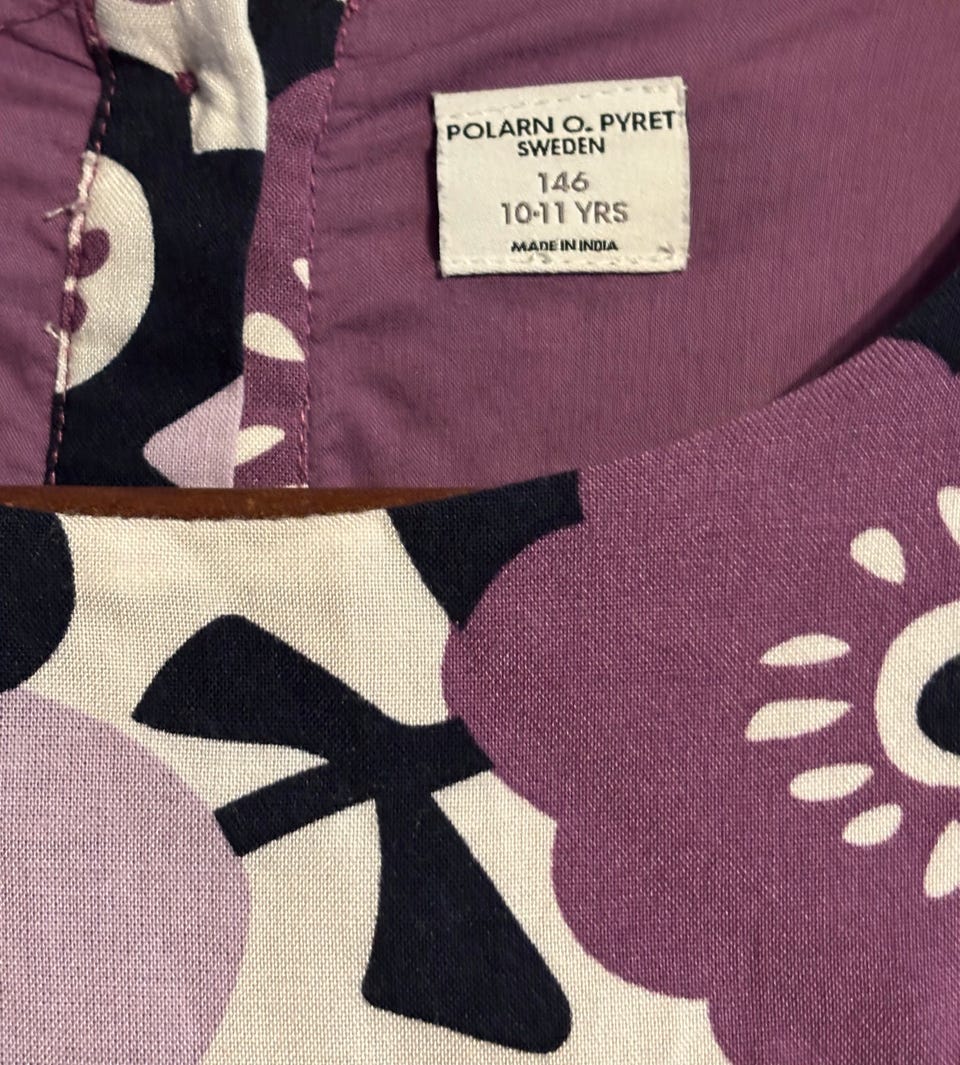 POLARN O. PYRET
SWEDEN
146
10-11 YRS
MADE IN INDIA